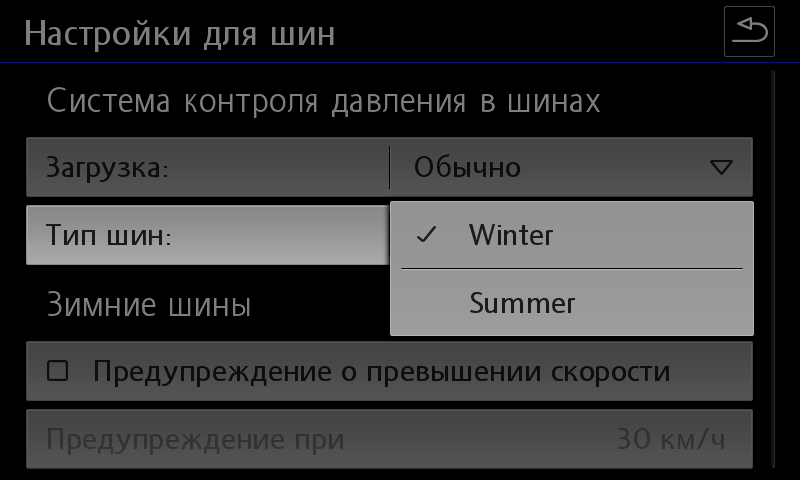 Настройки для шин
Система контроля давления в шинах
Загрузка: Обычно
Тип шин: Winter
Summer
Зимние шины
Предупреждение о превышении скорости
Предупреждение при 30 км/ч